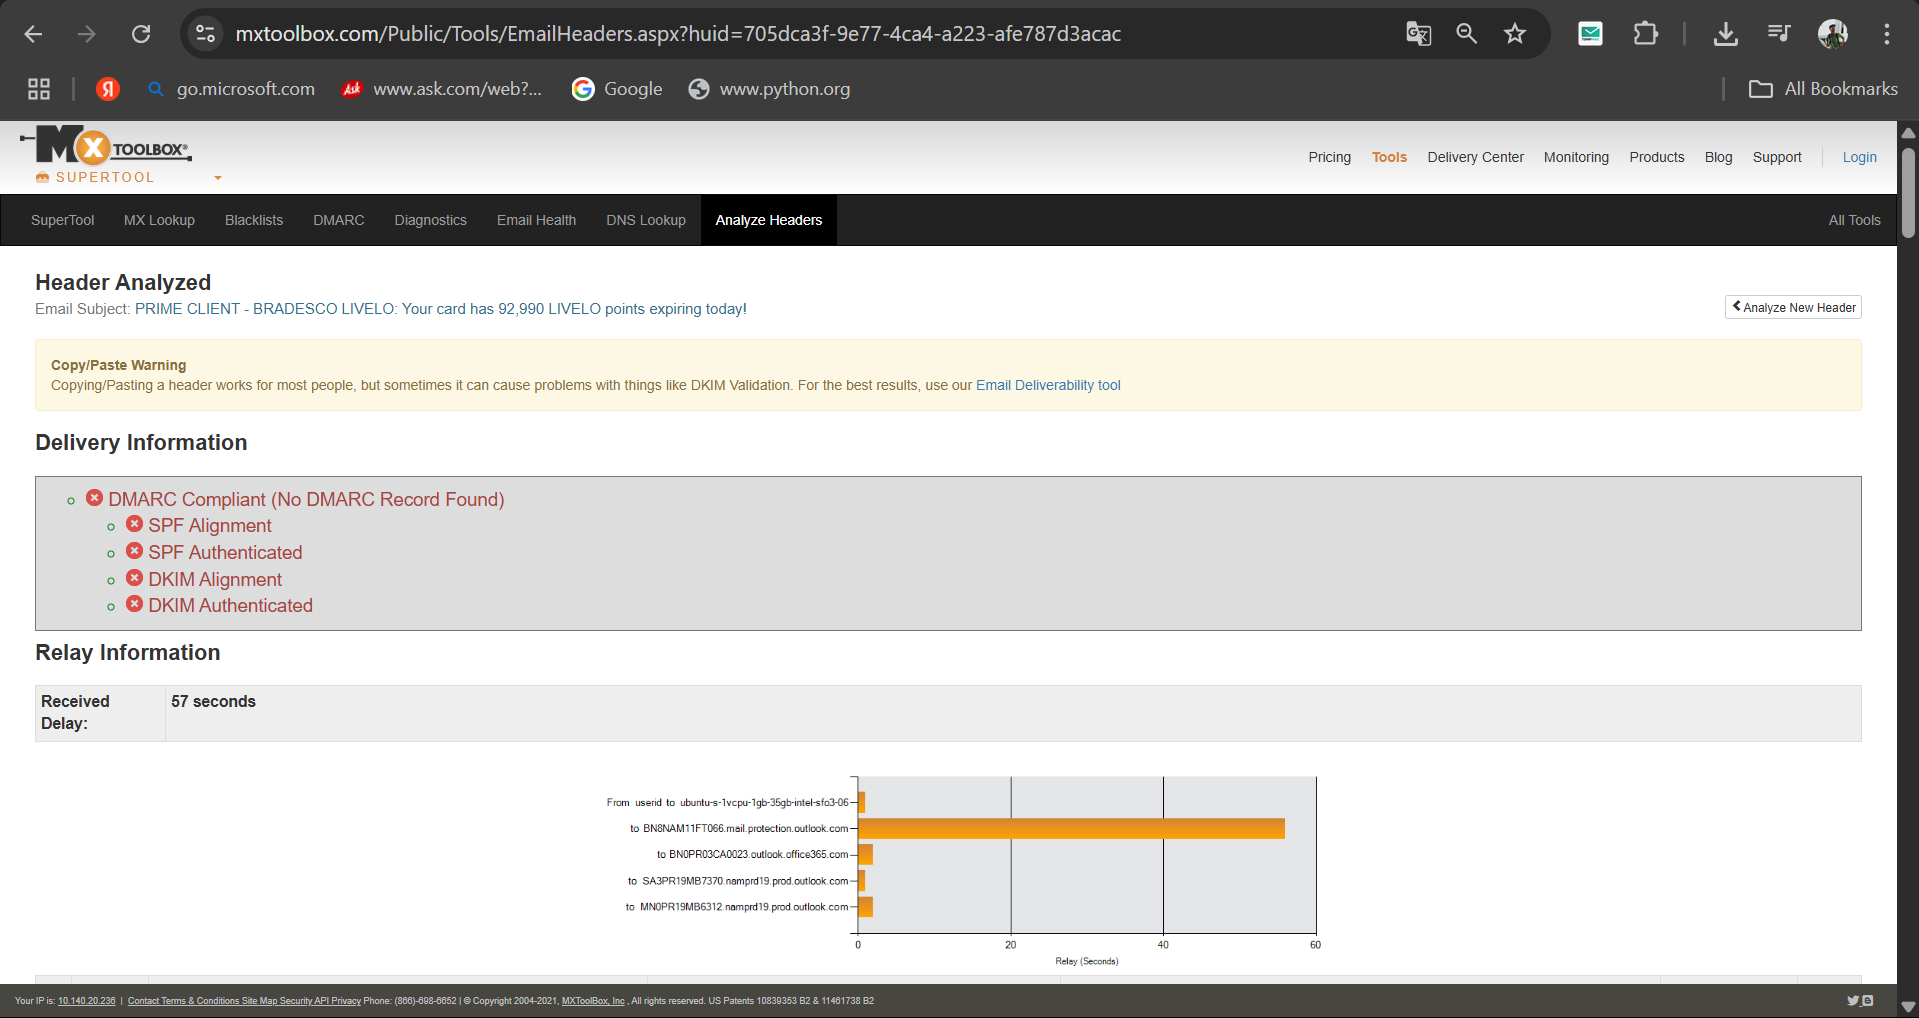 mxtoolbox.com/Public/Tools/EmailHeaders.aspx?huid=705dca3f-9e77-4ca4-a223-afe787d3acac
Я go.microsoft.com Ask www.ask.com/web?... G Google www.python.org All Bookmarks
MX TOOLBOX®
SUPERTOOL
Pricing Tools Delivery Center Monitoring Products Blog Support Login
SuperTool MX Lookup Blacklists DMARC Diagnostics Email Health DNS Lookup Analyze Headers All Tools
Header Analyzed
Email Subject: PRIME CLIENT - BRADESCO LIVELO: Your card has 92,990 LIVELO points expiring today!
Analyze New Header
Copy/Paste Warning
Copying/Pasting a header works for most people, but sometimes it can cause problems with things like DKIM Validation. For the best results, use our Email Deliverability tool
Delivery Information
DMARC Compliant (No DMARC Record Found)
SPF Alignment
SPF Authenticated
DKIM Alignment
DKIM Authenticated
Relay Information
Received Delay: 57 seconds
From userid to ubuntu-s-1vcpu-1gb-35gb-intel-sfo3-06
to BN8NAM11FT066.mail.protection.outlook.com
to BN0PR03CA0023.outlook.office365.com
to SA3PR19MB7370.namprd19.prod.outlook.com
to MN0PR19MB6312.namprd19.prod.outlook.com
0 20 40 60
Relay (Seconds)
Your IP is: 10.140.20.236 | Contact Terms & Conditions Site Map Security API Privacy Phone: (866)-698-6652 | © Copyright 2004-2021, MXToolBox, Inc , All rights reserved. US Patents 10839353 B2 & 11461738 B2